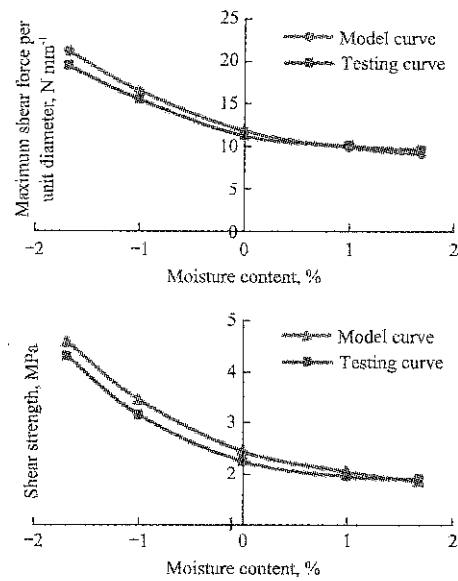 Maximum shear force per
unit diameter, N mm⁻¹
25
20
15
10
5
0
Model curve
Testing curve
−2 −1 0 1 2
Moisture content, %
Shear strength, MPa
5
4
3
2
Model curve
Testing curve
−2 −1 0 1 2
Moisture content, %